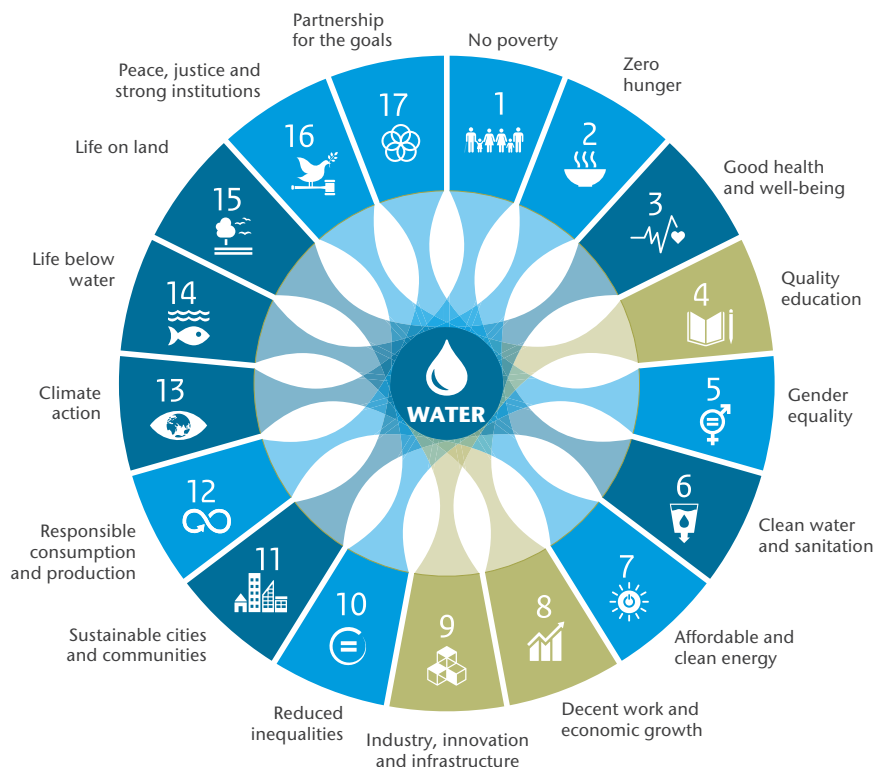 No poverty
1
Zero
hunger
2
Good health
and well-being
3
Quality
education
4
Gender
equality
5
Clean water
and sanitation
6
Affordable and
clean energy
7
Decent work and
economic growth
8
Industry, innovation
and infrastructure
9
Reduced
inequalities
10
Sustainable cities
and communities
11
Responsible
consumption
and production
12
Climate
action
13
Life below
water
14
Life on land
15
Peace, justice and
strong institutions
16
Partnership
for the goals
17
WATER